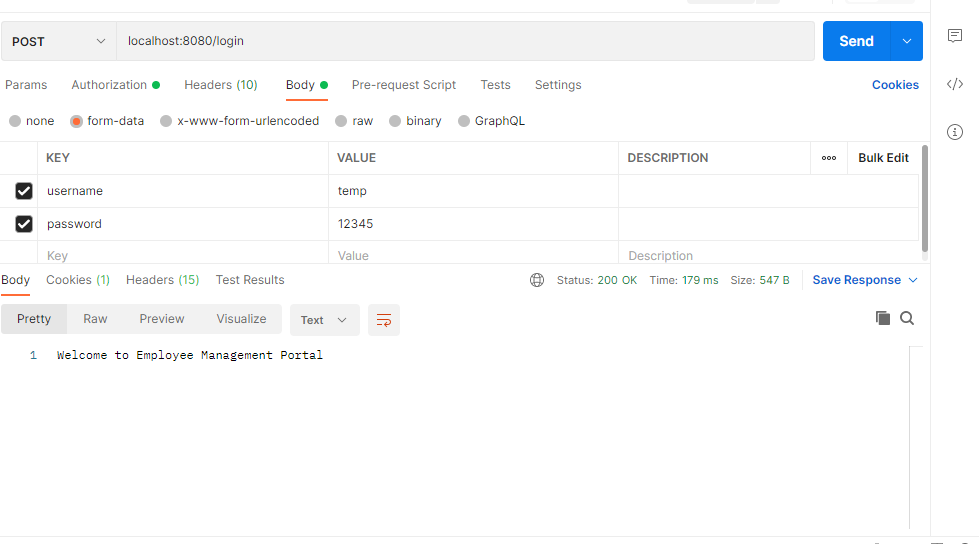 POST localhost:8080/login Send
Params Authorization Headers (10) Body Pre-request Script Tests Settings Cookies
none form-data x-www-form-urlencoded raw binary GraphQL
KEY VALUE DESCRIPTION Bulk Edit
username temp
password 12345
Key Value Description
Body Cookies (1) Headers (15) Test Results Status: 200 OK Time: 179 ms Size: 547 B Save Response
Pretty Raw Preview Visualize Text
1 Welcome to Employee Management Portal